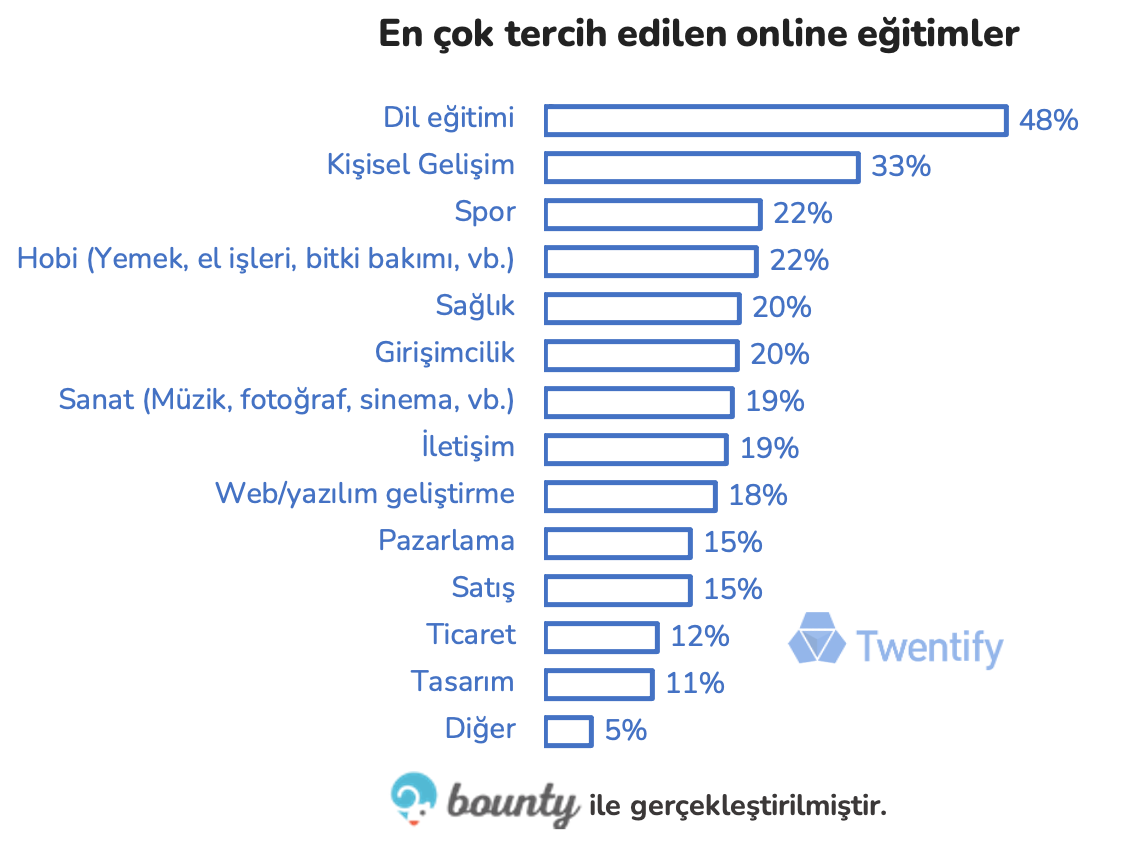 En çok tercih edilen online eğitimler
Dil eğitimi 48%
Kişisel Gelişim 33%
Spor 22%
Hobi (Yemek, el işleri, bitki bakımı, vb.) 22%
Sağlık 20%
Girişimcilik 20%
Sanat (Müzik, fotoğraf, sinema, vb.) 19%
İletişim 19%
Web/yazılım geliştirme 18%
Pazarlama 15%
Satış 15%
Ticaret 12%
Twentify
Tasarım 11%
Diğer 5%
bounty ile gerçekleştirilmiştir.